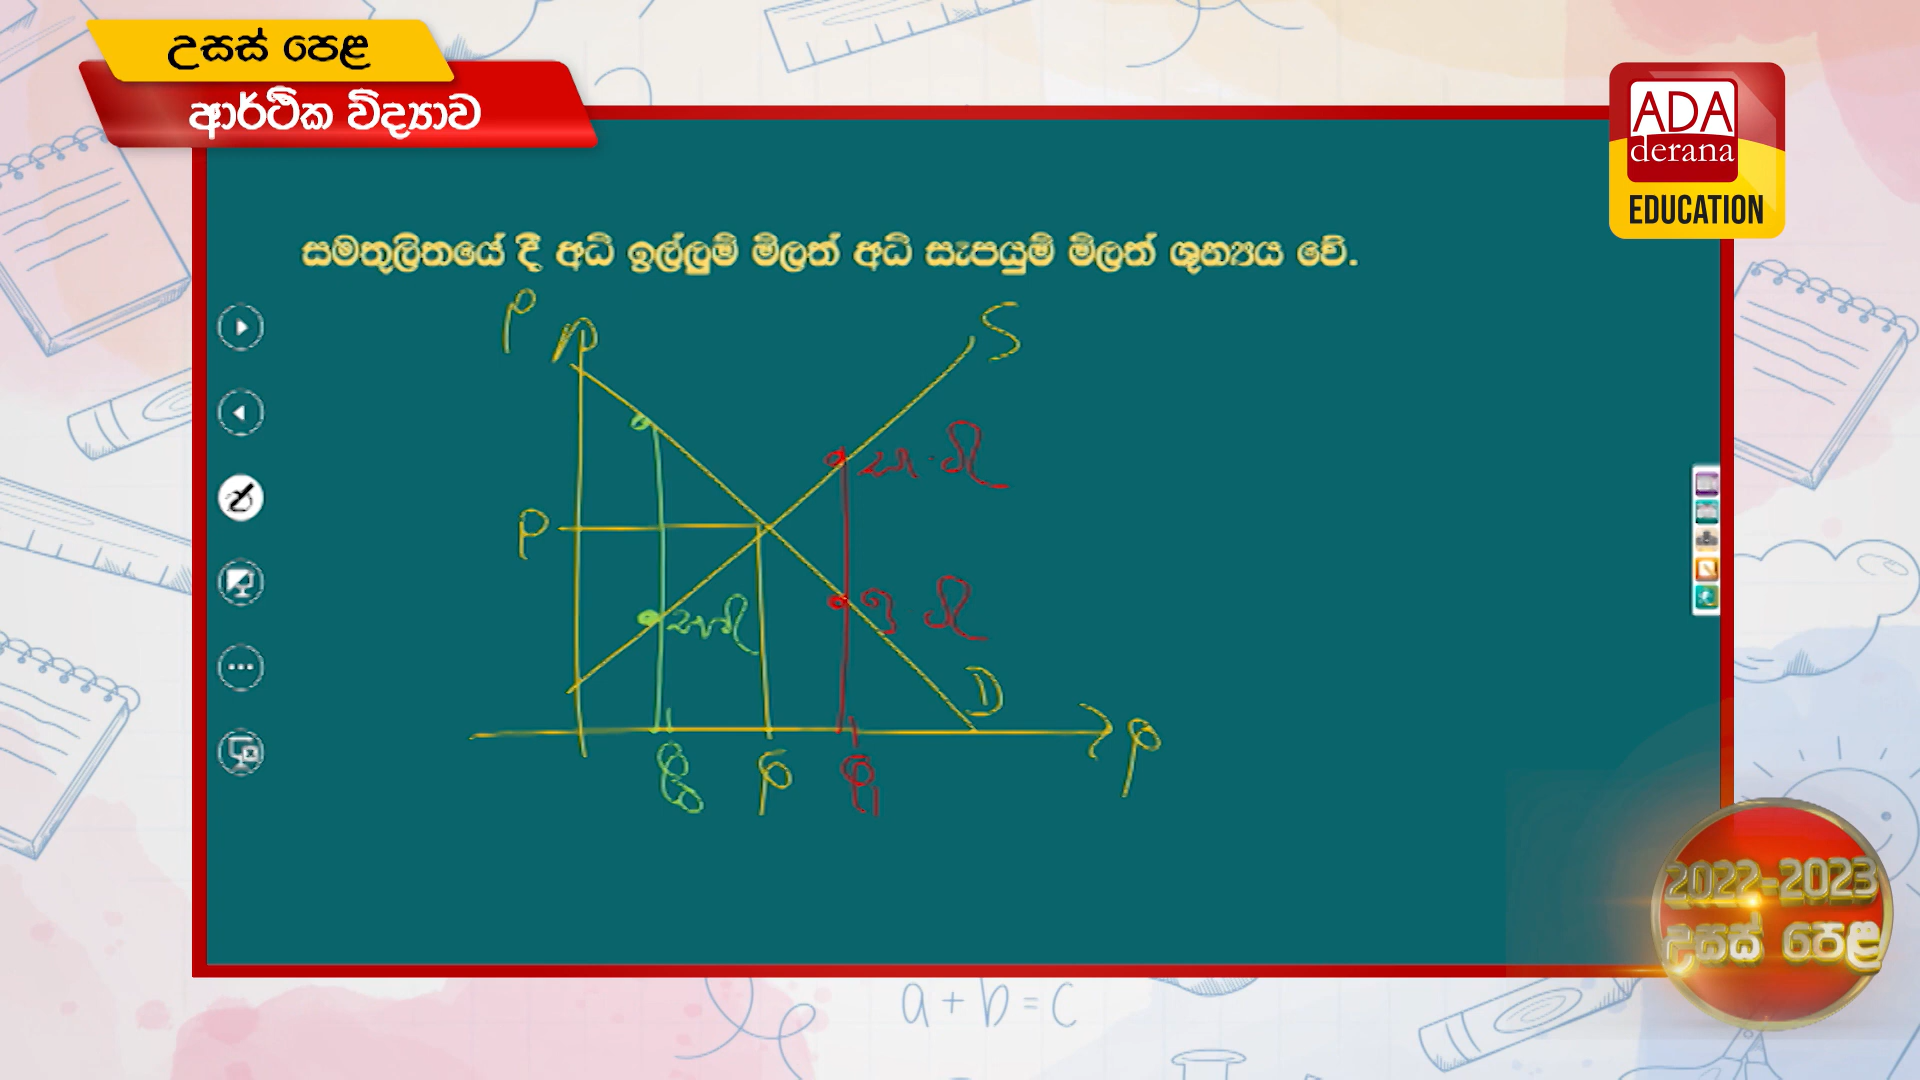 උසස් පෙළ
ආර්ථික විද්‍යාව
ADA
derana
EDUCATION
සමතුලිතයේ දී අධි ඉල්ලුම් මිලත් අධි සැපයුම් මිලත් ශුන්‍යය වේ.
P
S
සැ.මි
P
ඉ මි
සැමි
D
2022-2023
උසස් පෙළ
a + b = c